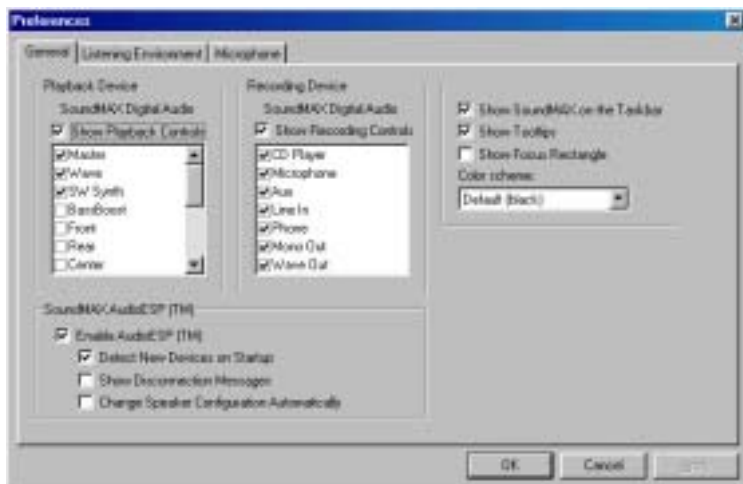 Preferences
General Listening Environment Microphone
Playback Device
SoundMAX Digital Audio
Show Playback Controls
Master
Wave
SW Synth
BassBoost
Front
Rear
Center
Recording Device
SoundMAX Digital Audio
Show Recording Controls
CD Player
Microphone
Aux
Line In
Phone
Mono Out
Wave Out
Show SoundMAX on the Taskbar
Show Tooltips
Show Focus Rectangle
Color scheme:
Default (black)
SoundMAX AudioESP (TM)
Enable AudioESP (TM)
Detect New Devices on Startup
Show Disconnection Messages
Change Speaker Configuration Automatically
OK Cancel